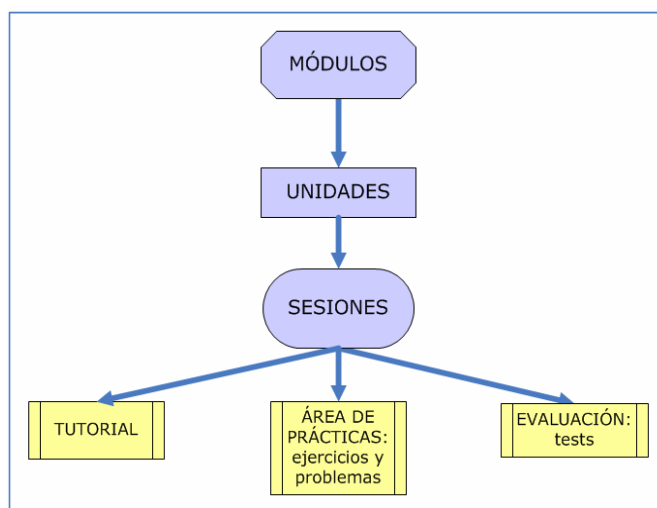 MÓDULOS
UNIDADES
SESIONES
TUTORIAL
ÁREA DE
PRÁCTICAS:
ejercicios y
problemas
EVALUACIÓN:
tests